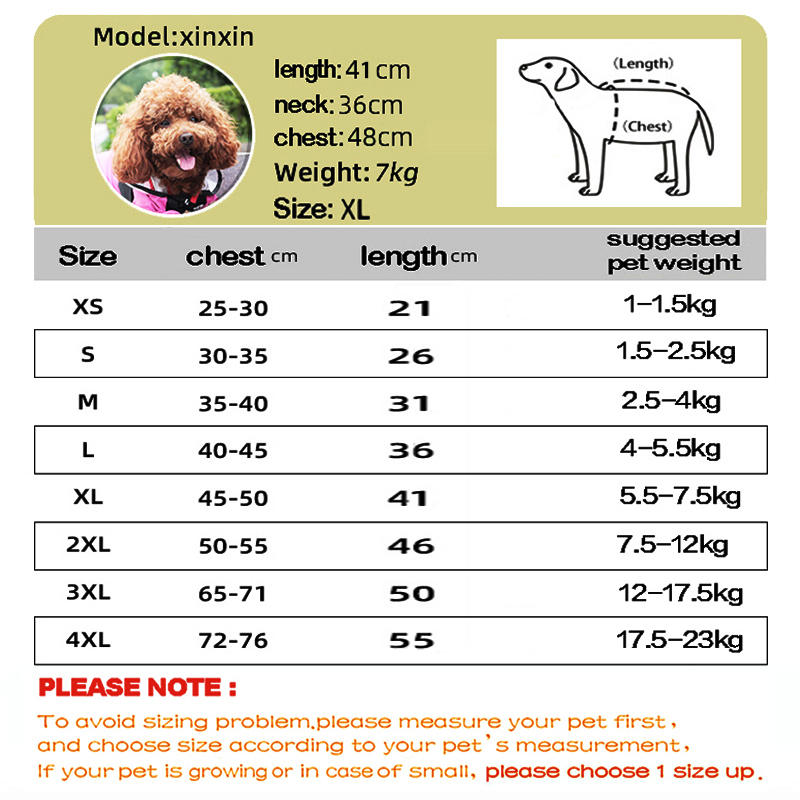 Model:xinxin
length: 41 cm
neck: 36cm
chest: 48cm
Weight: 7kg
Size: XL
(Length)
(Chest)
Size chest cm length cm suggested pet weight
XS 25-30 21 1-1.5kg
S 30-35 26 1.5-2.5kg
M 35-40 31 2.5-4kg
L 40-45 36 4-5.5kg
XL 45-50 41 5.5-7.5kg
2XL 50-55 46 7.5-12kg
3XL 65-71 50 12-17.5kg
4XL 72-76 55 17.5-23kg
PLEASE NOTE :
To avoid sizing problem,please measure your pet first,
and choose size according to your pet's measurement,
If your pet is growing or in case of small, please choose 1 size up.